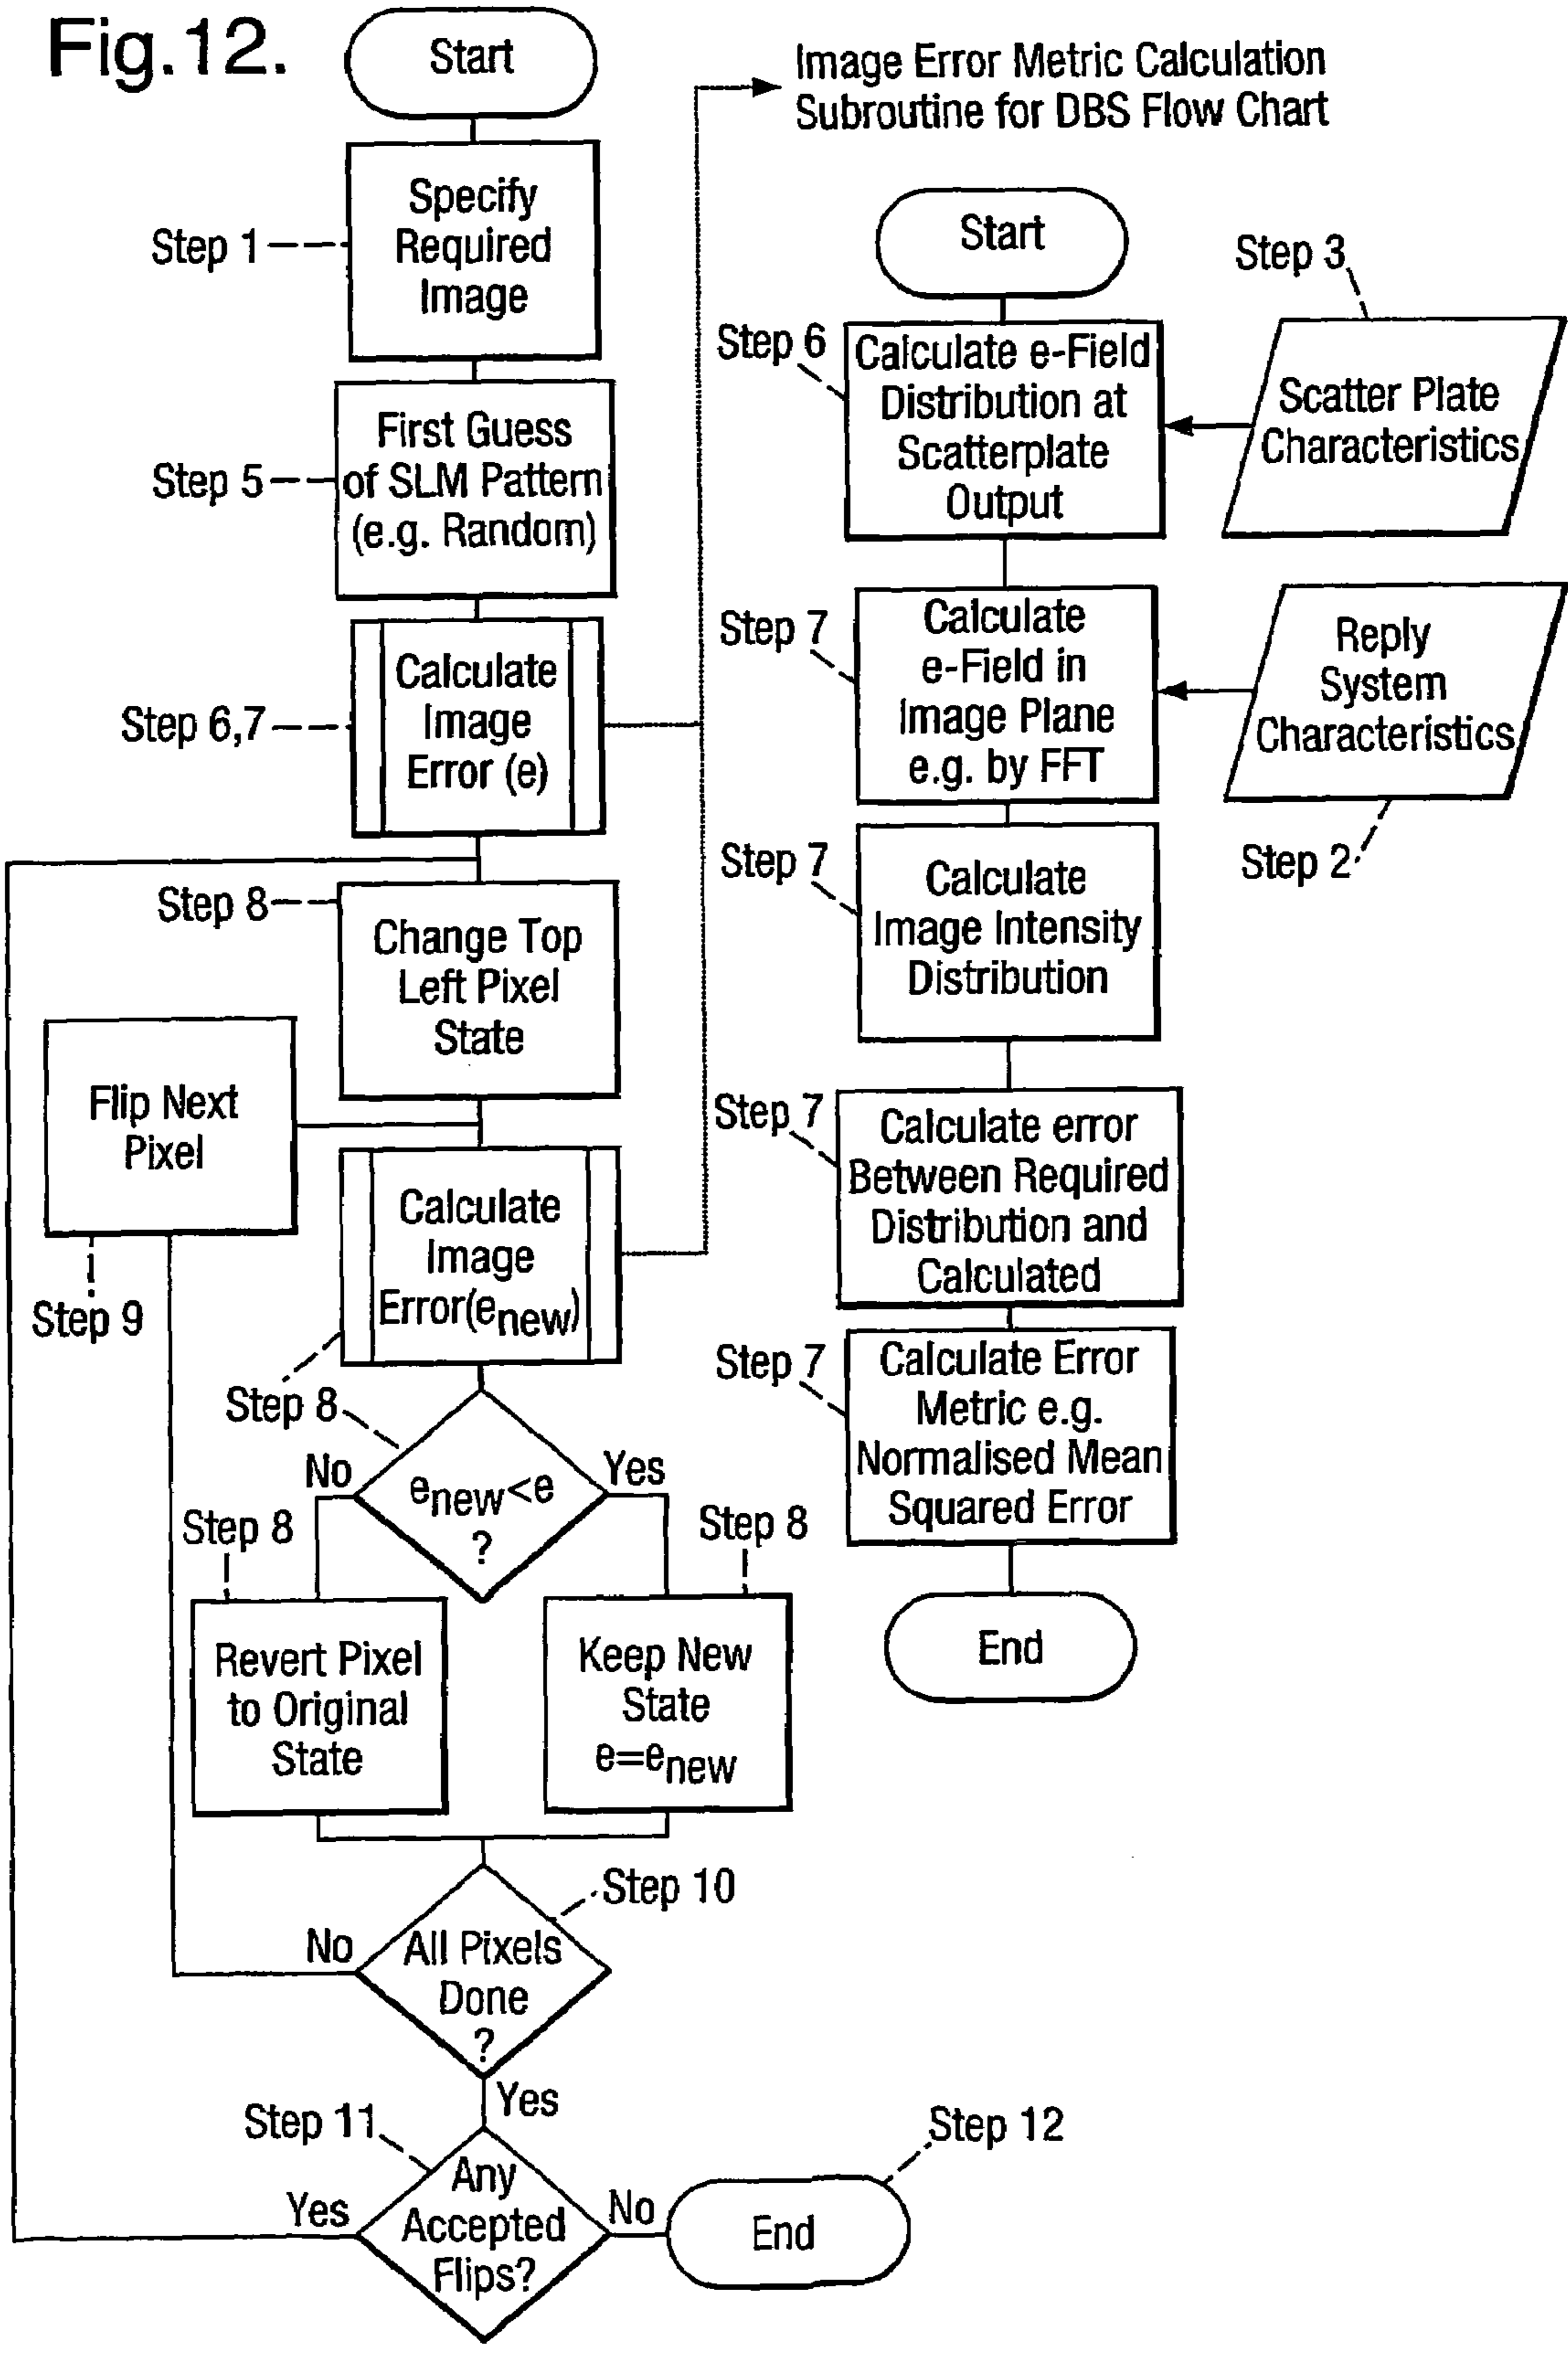 Fig.12.
Start
Specify
Required
Image
Step 1
First Guess
of SLM Pattern
(e.g. Random)
Step 5
Calculate
Image
Error (e)
Step 6,7
Step 8
Change Top
Left Pixel
State
Flip Next
Pixel
Step 9
Calculate
Image
Error(enew)
Step 8
No
enew<e
?
Yes
Step 8
Step 8
Revert Pixel
to Original
State
Keep New
State
e=enew
Step 10
No
All Pixels
Done
?
Yes
Step 11
Yes
Any
Accepted
Flips?
No
End
Step 12
Image Error Metric Calculation
Subroutine for DBS Flow Chart
Start
Step 6
Calculate e-Field
Distribution at
Scatterplate
Output
Step 3
Scatter Plate
Characteristics
Step 7
Calculate
e-Field in
Image Plane
e.g. by FFT
Reply
System
Characteristics
Step 2
Step 7
Calculate
Image Intensity
Distribution
Step 7
Calculate error
Between Required
Distribution and
Calculated
Step 7
Calculate Error
Metric e.g.
Normalised Mean
Squared Error
End